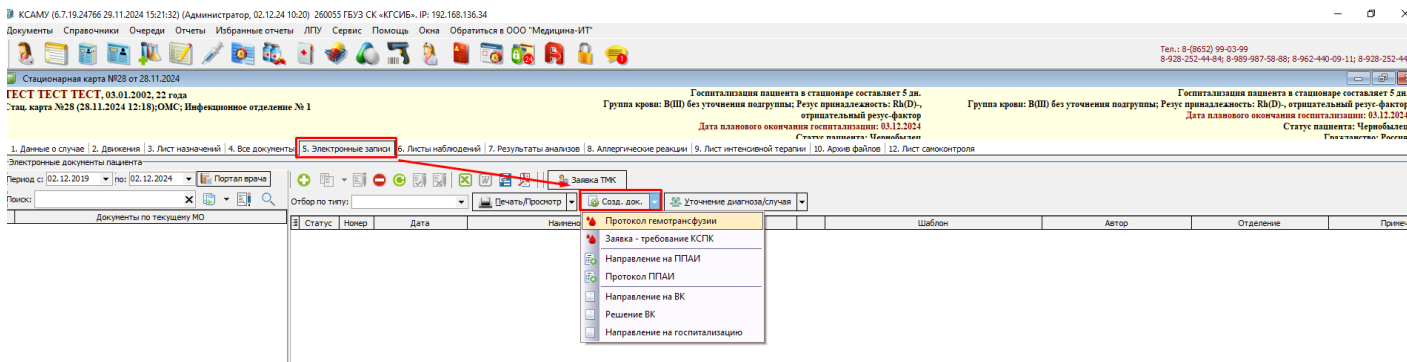 КСАМУ (6.7.19.24766 29.11.2024 15:21:32) (Администратор, 02.12.24 10:20) 260055 ГБУЗ СК «КГСИБ». IP: 192.168.136.34
Документы Справочники Очереди Отчеты Избранные отчеты ЛПУ Сервис Помощь Окна Обратиться в ООО "Медицина-ИТ"
Тел.: 8-(8652) 99-03-99
8-928-252-44-84; 8-989-987-58-88; 8-962-440-09-11; 8-928-252-44
Стационарная карта №28 от 28.11.2024
ТЕСТ ТЕСТ ТЕСТ, 03.01.2002, 22 года
Стац. карта №28 (28.11.2024 12:18);ОМС; Инфекционное отделение № 1
Госпитализация пациента в стационаре составляет 5 дн.
Группа крови: B(III) без уточнения подгруппы; Резус принадлежность: Rh(D)-, отрицательный резус-фактор
Дата планового окончания госпитализации: 03.12.2024
Статус пациента: Чернобылец
Госпитализация пациента в стационаре составляет 5 дн.
Группа крови: B(III) без уточнения подгруппы; Резус принадлежность: Rh(D)-, отрицательный резус-фактор
Дата планового окончания госпитализации: 03.12.2024
Статус пациента: Чернобылец
Гражданство: Россия
1. Данные о случае 2. Движения 3. Лист назначений 4. Все документы 5. Электронные записи 6. Листы наблюдений 7. Результаты анализов 8. Аллергические реакции 9. Лист интенсивной терапии 10. Архив файлов 12. Лист самоконтроля
Электронные документы пациента
Период с: 02.12.2019 по: 02.12.2024 Портал врача Заявка ТМК
Поиск: Отбор по типу: Печать/Просмотр Созд. док. Уточнение диагноза/случая
Документы по текущему МО
Статус Номер Дата Наимено Шаблон Автор Отделение Примеч
Протокол гемотрансфузии
Заявка - требование КСПК
Направление на ППАИ
Протокол ППАИ
Направление на ВК
Решение ВК
Направление на госпитализацию